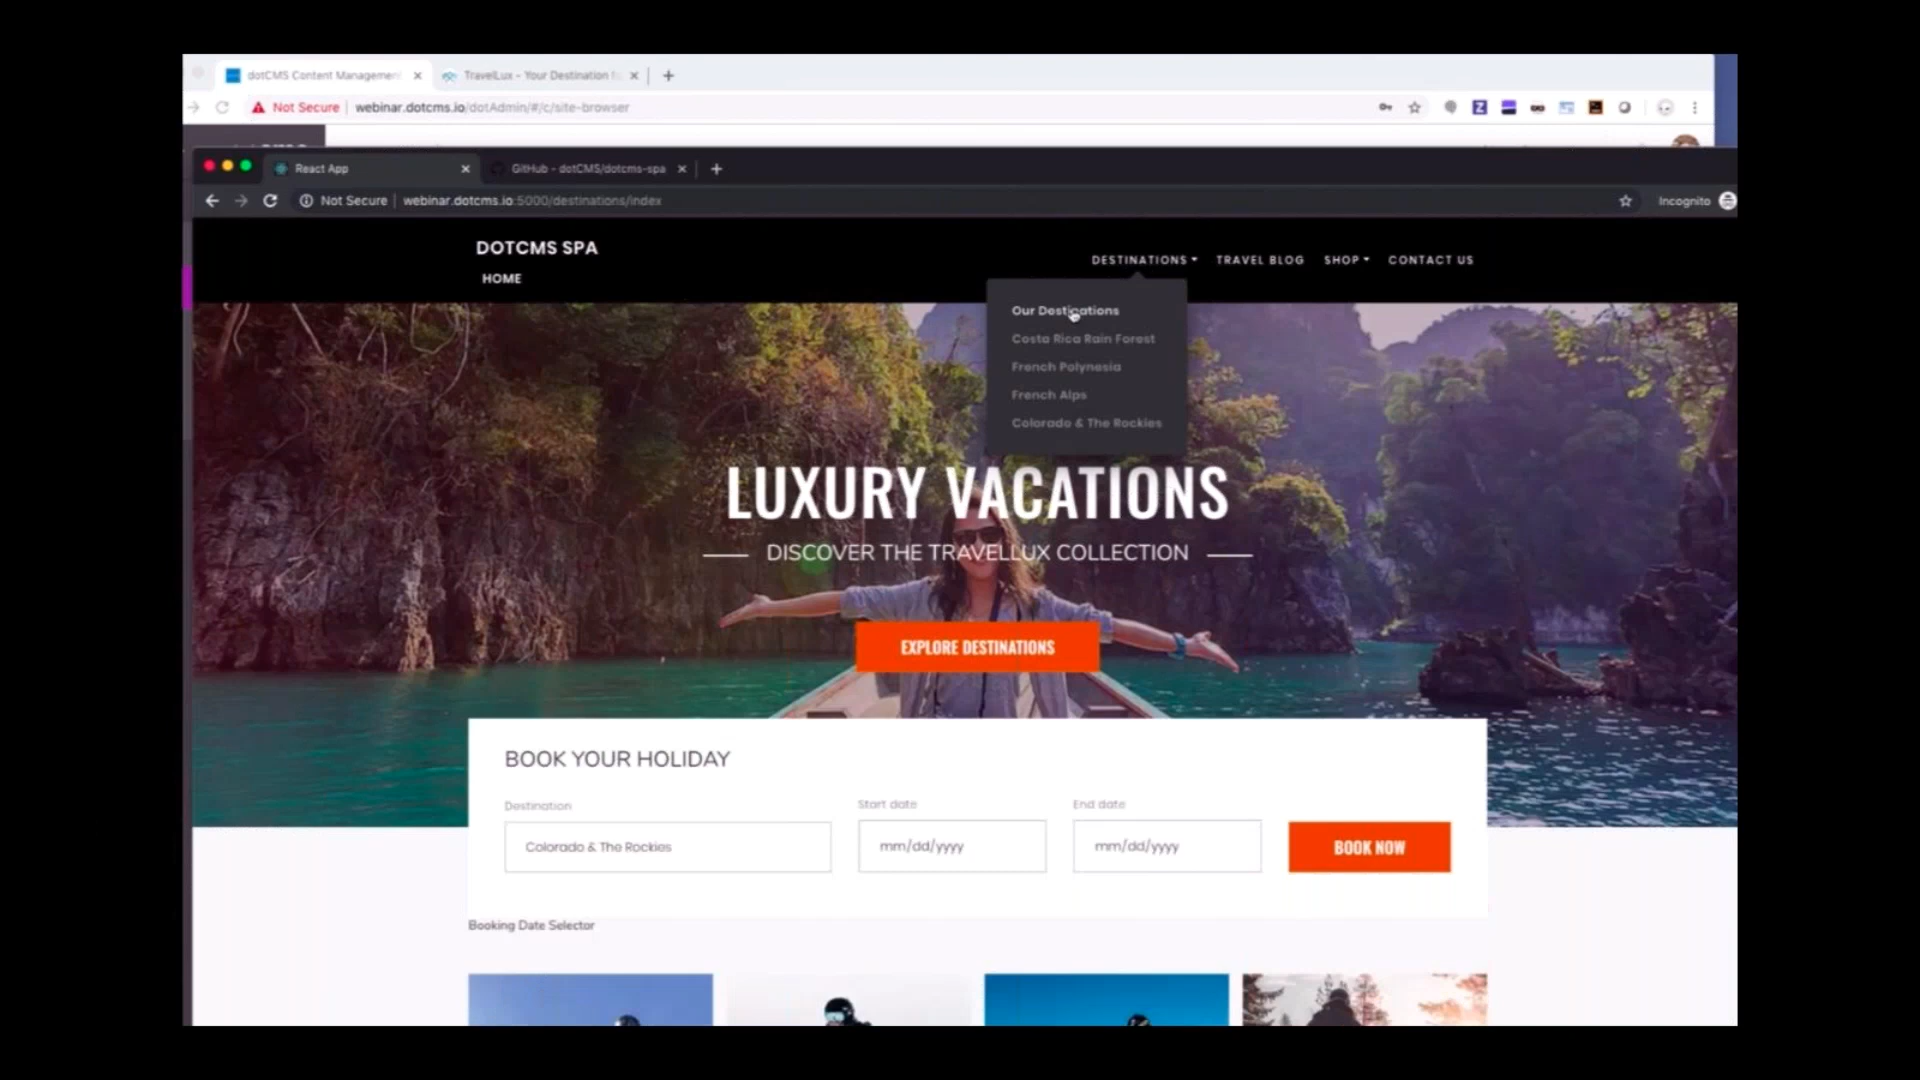 dotCMS Content Management
TravelLux - Your Destination
Not Secure
webinar.dotcms.io/dotAdmin/#/c/site-browser
React App
GitHub - dotCMS/dotcms-spa
Not Secure
webinar.dotcms.io:5000/destinations/index
Incognito
DOTCMS SPA
HOME
DESTINATIONS
TRAVEL BLOG
SHOP
CONTACT US
Our Destinations
Costa Rica Rain Forest
French Polynesia
French Alps
Colorado & The Rockies
LUXURY VACATIONS
DISCOVER THE TRAVELLUX COLLECTION
EXPLORE DESTINATIONS
BOOK YOUR HOLIDAY
Destination
Start date
End date
Colorado & The Rockies
mm/dd/yyyy
mm/dd/yyyy
BOOK NOW
Booking Date Selector